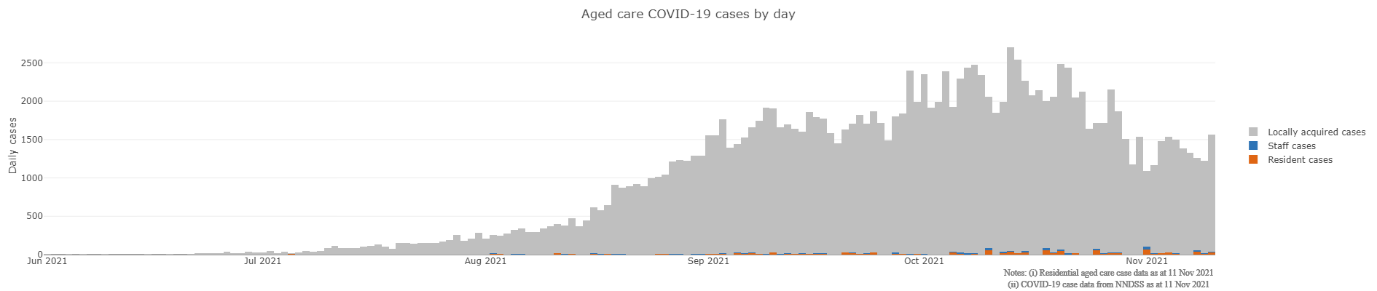 Aged care COVID-19 cases by day
Daily cases
2500
2000
1500
1000
500
0
Jun 2021
Jul 2021
Aug 2021
Sep 2021
Oct 2021
Nov 2021
Locally acquired cases
Staff cases
Resident cases
Notes: (i) Residential aged care case data as at 11 Nov 2021
(ii) COVID-19 case data from NNDSS as at 11 Nov 2021